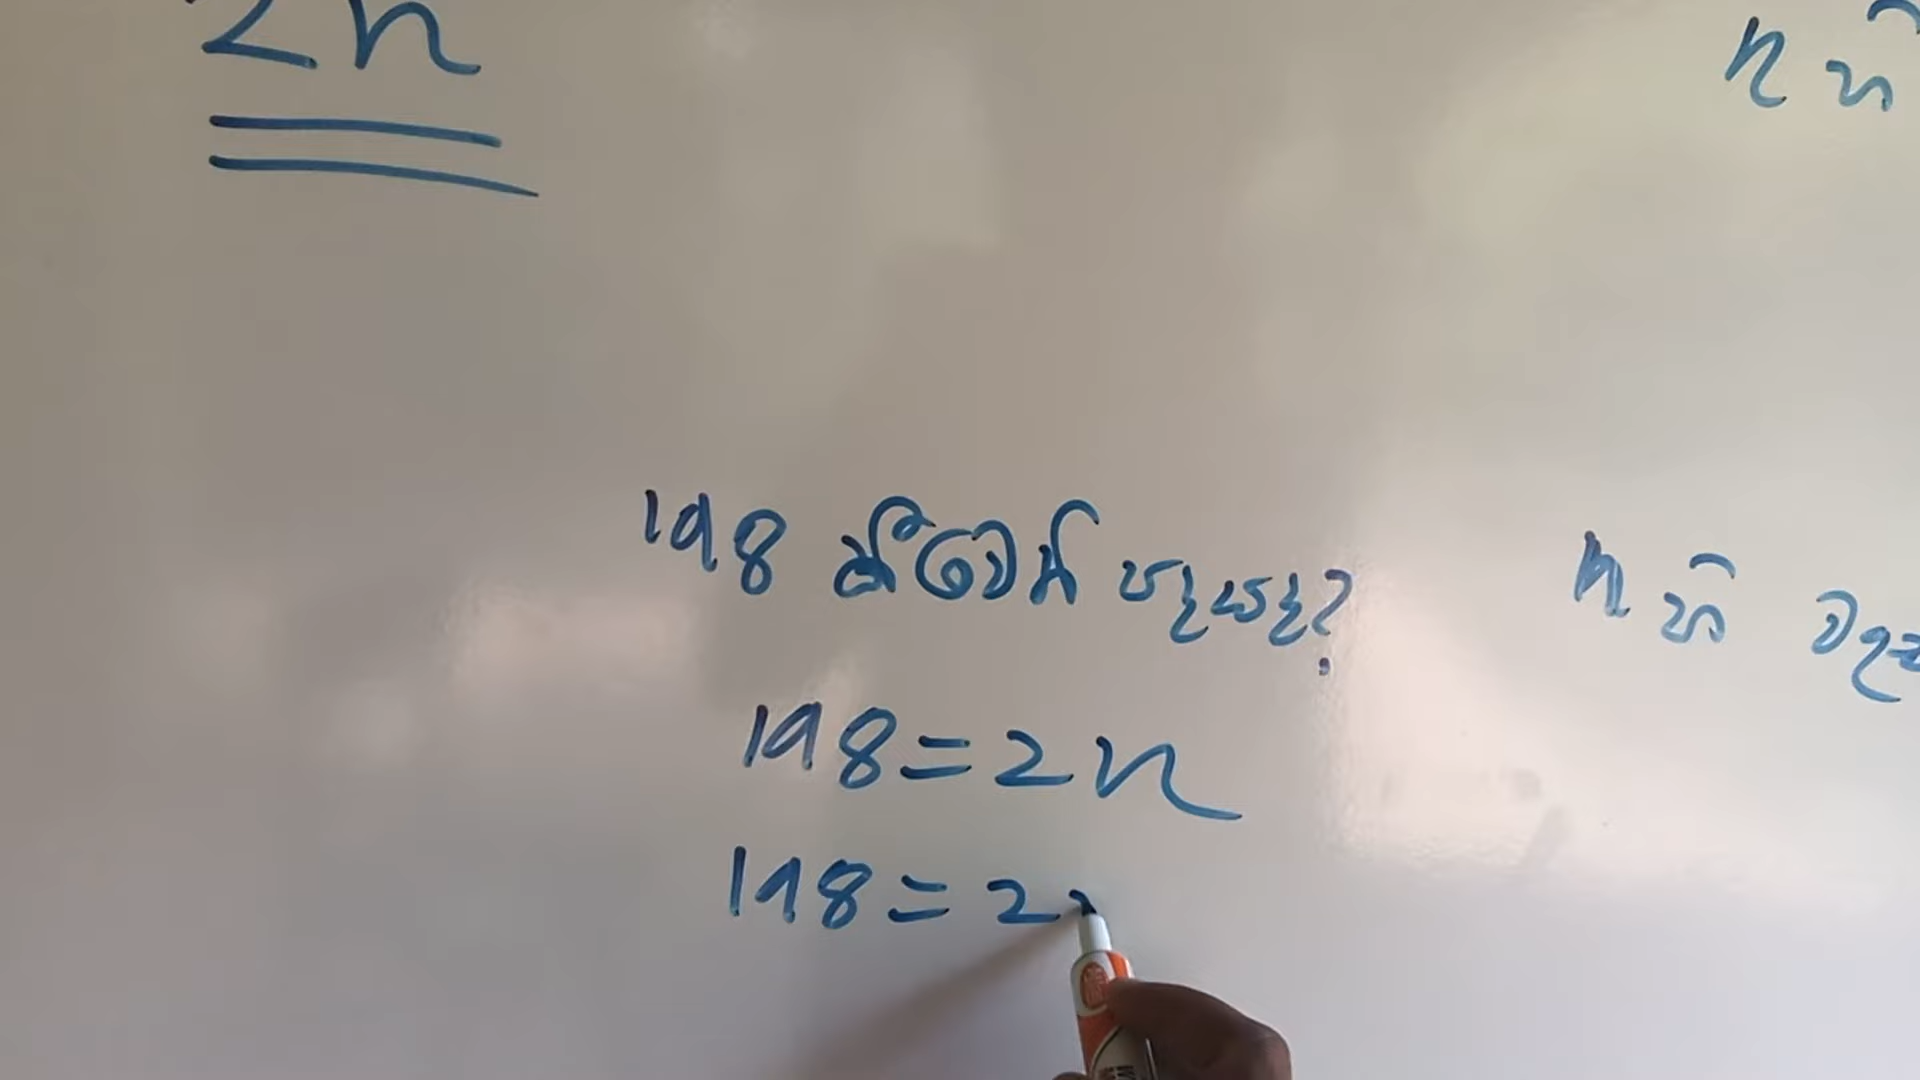 2n
n හි
198 කීවෙනි පදයද?
n හි
198 = 2n
198 = 2